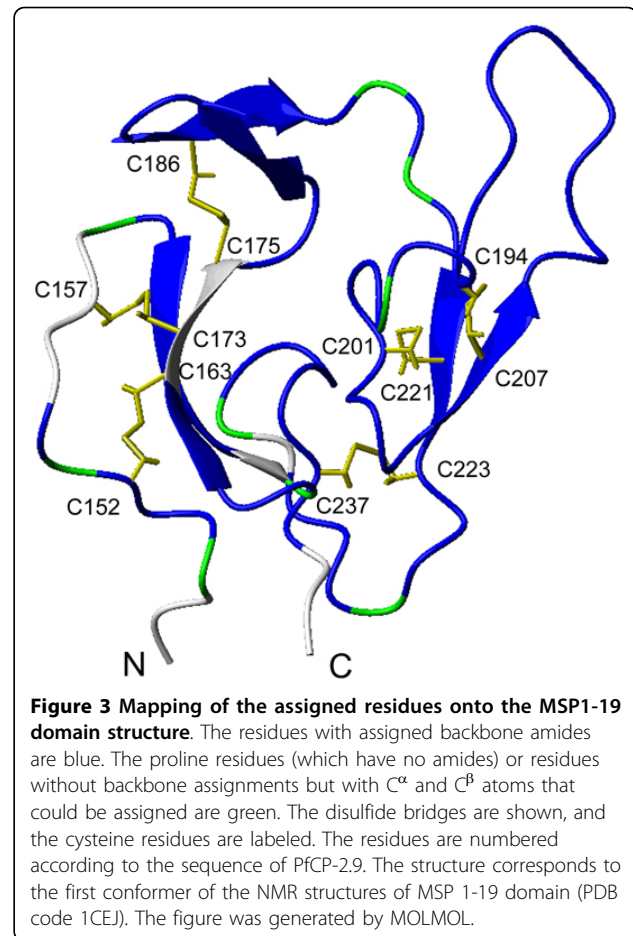 C186
C175
C194
C157
C173
C201
C163
C221
C207
C152
C223
C237
N
C
Figure 3 Mapping of the assigned residues onto the MSP1-19
domain structure. The residues with assigned backbone amides
are blue. The proline residues (which have no amides) or residues
without backbone assignments but with Cα and Cβ atoms that
could be assigned are green. The disulfide bridges are shown, and
the cysteine residues are labeled. The residues are numbered
according to the sequence of PfCP-2.9. The structure corresponds to
the first conformer of the NMR structures of MSP 1-19 domain (PDB
code 1CEJ). The figure was generated by MOLMOL.